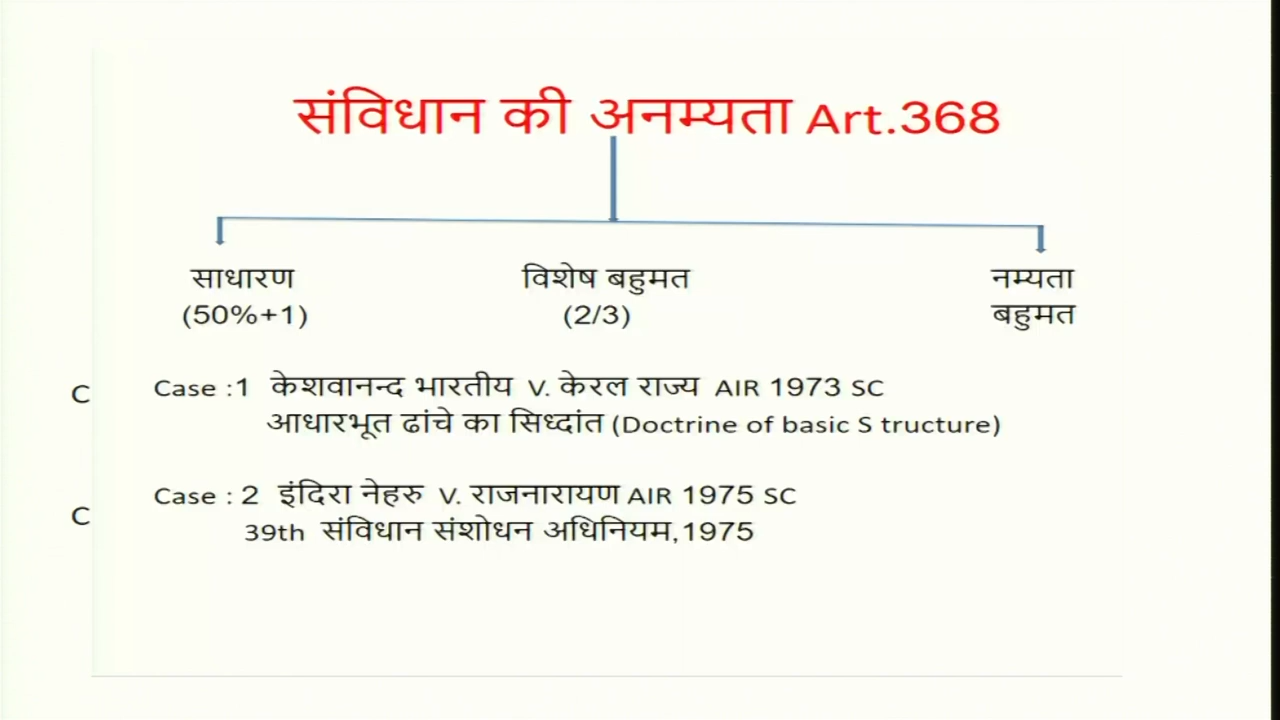 संविधान की अनम्यता Art.368
साधारण
(50%+1)
विशेष बहुमत
(2/3)
नम्यता
बहुमत
C
Case :1 केशवानन्द भारतीय V. केरल राज्य AIR 1973 SC
आधारभूत ढांचे का सिध्दांत (Doctrine of basic S tructure)
C
Case : 2 इंदिरा नेहरु V. राजनारायण AIR 1975 SC
39th संविधान संशोधन अधिनियम,1975